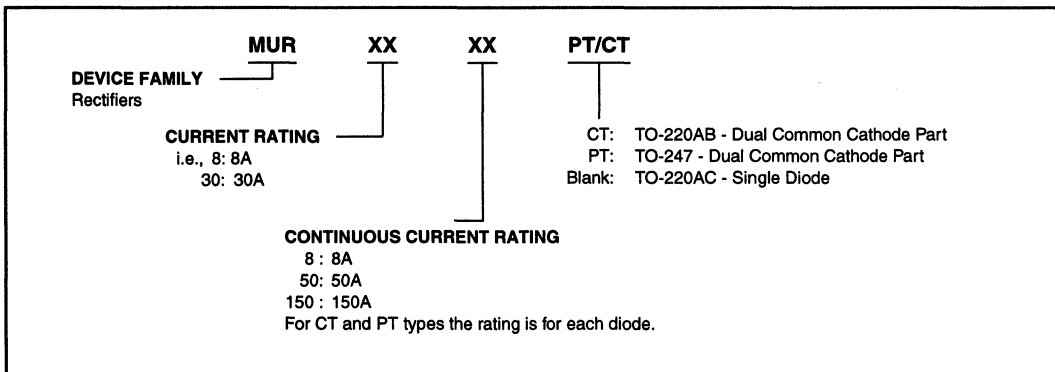 MUR XX XX PT/CT
DEVICE FAMILY
Rectifiers
CURRENT RATING
i.e., 8: 8A
30: 30A
CT: TO-220AB - Dual Common Cathode Part
PT: TO-247 - Dual Common Cathode Part
Blank: TO-220AC - Single Diode
CONTINUOUS CURRENT RATING
8 : 8A
50: 50A
150 : 150A
For CT and PT types the rating is for each diode.